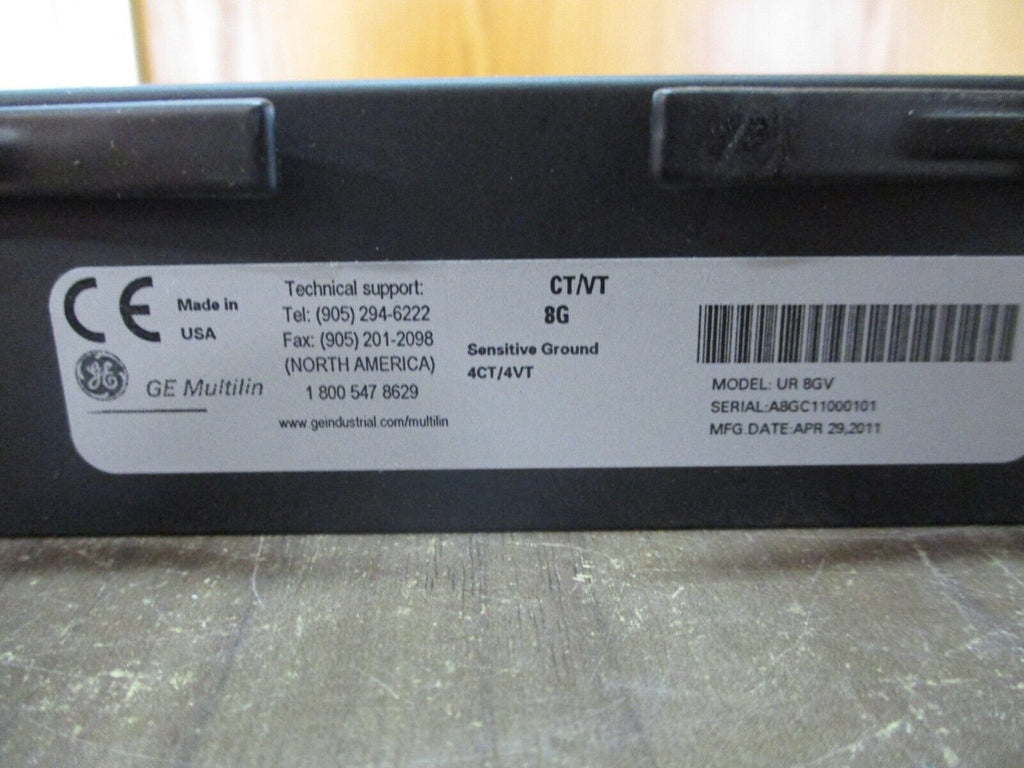 CE
Made in
USA
GE
GE Multilin
Technical support:
Tel: (905) 294-6222
Fax: (905) 201-2098
(NORTH AMERICA)
1 800 547 8629
www.geindustrial.com/multilin
CT/VT
8G
Sensitive Ground
4CT/4VT
MODEL: UR 8GV
SERIAL:A8GC11000101
MFG.DATE:APR 29,2011